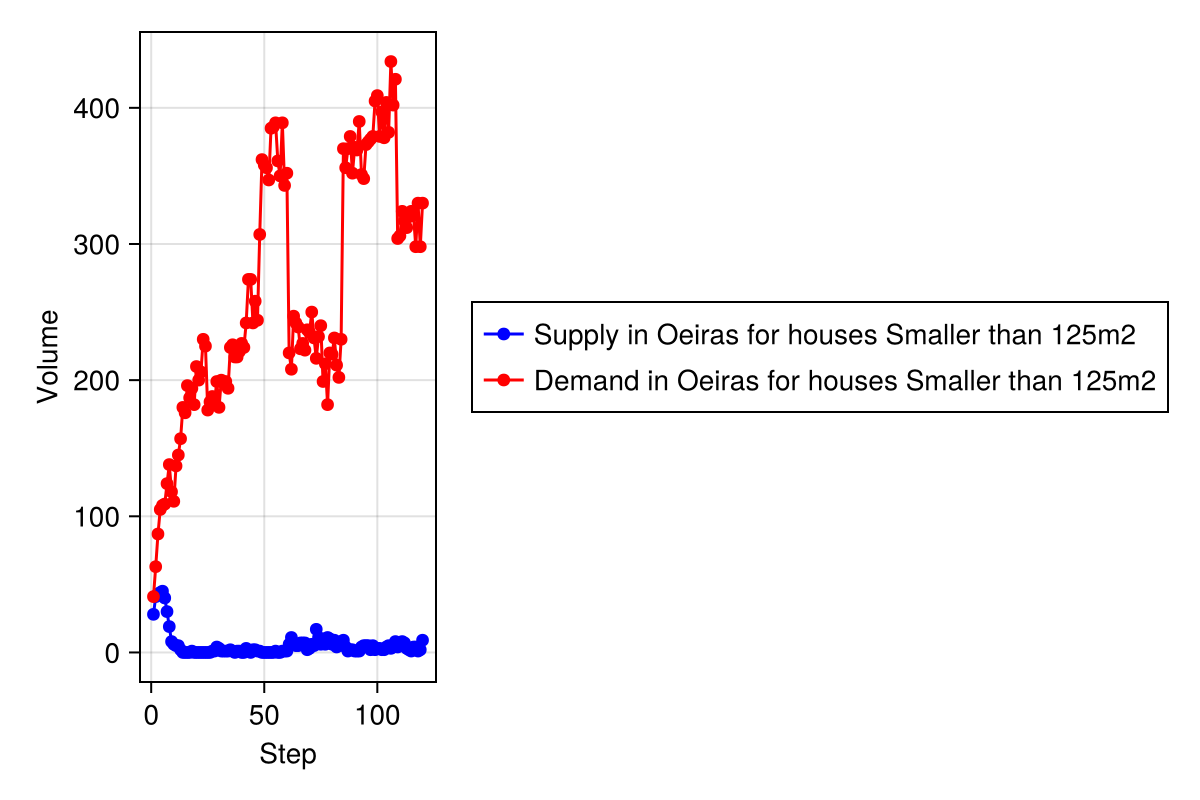 400
300
200
100
0
Volume
0 50 100
Step
Supply in Oeiras for houses Smaller than 125m2
Demand in Oeiras for houses Smaller than 125m2